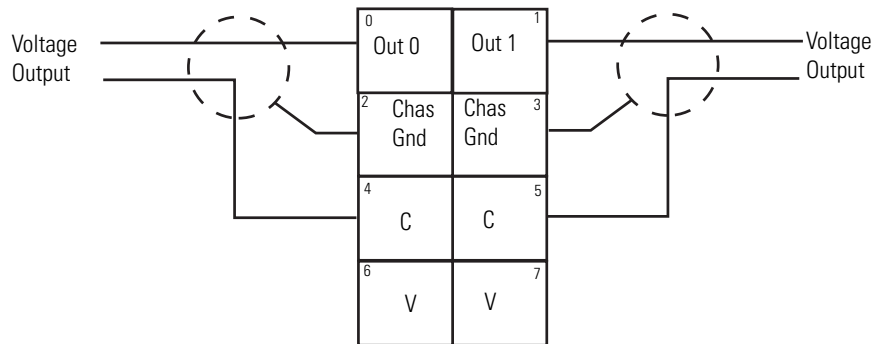 0
1
Voltage
Output
Out 0
Out 1
Voltage
Output
2
Chas
Gnd
Chas
Gnd
3
4
C
C
5
6
V
V
7